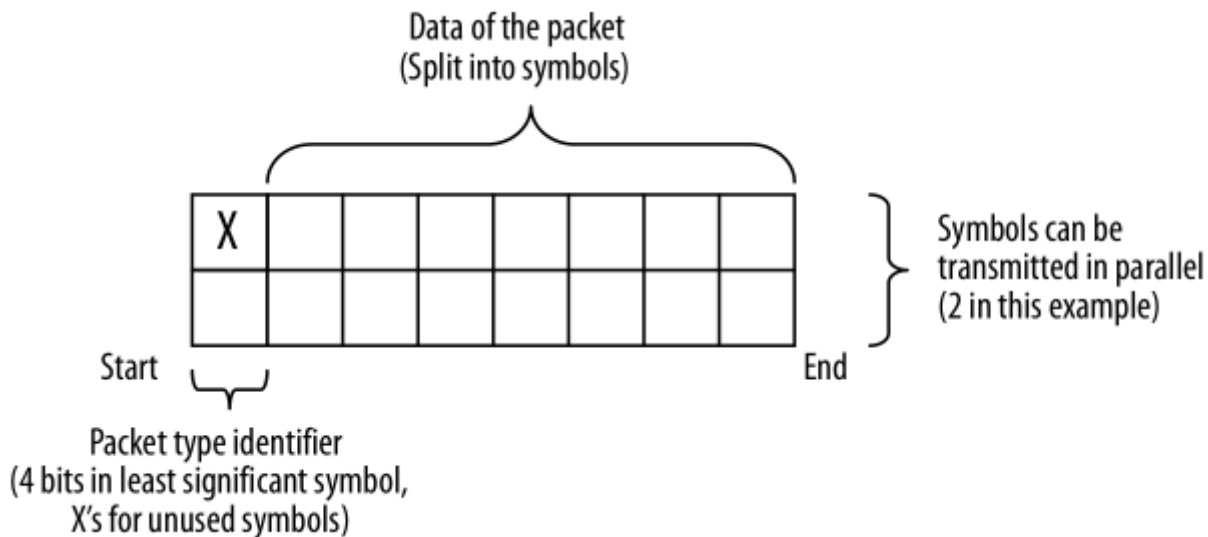 Data of the packet
(Split into symbols)
X
Symbols can be
transmitted in parallel
(2 in this example)
Start
End
Packet type identifier
(4 bits in least significant symbol,
X's for unused symbols)